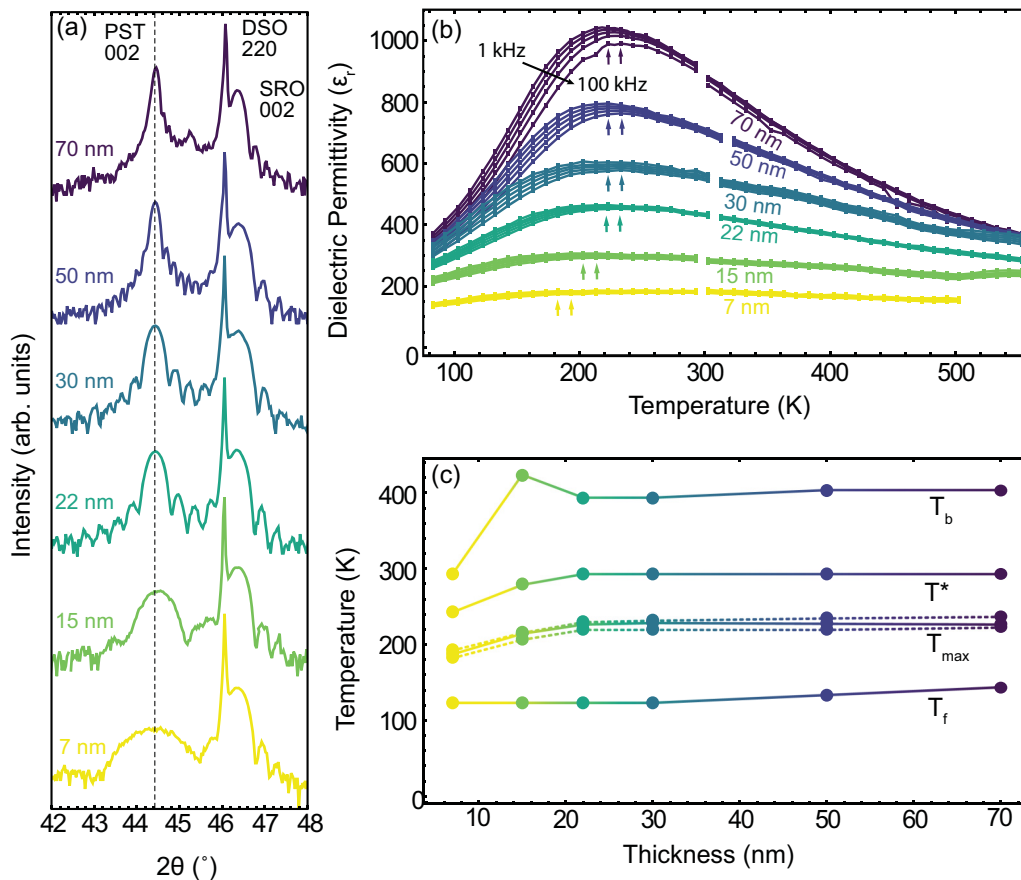 (a)
PST
002
DSO
220
SRO
002
70 nm
50 nm
30 nm
22 nm
15 nm
7 nm
Intensity (arb. units)
42 43 44 45 46 47 48
2θ (˚)
(b)
1 kHz
100 kHz
70 nm
50 nm
30 nm
22 nm
15 nm
7 nm
Dielectric Permittivity (εr)
1000
800
600
400
200
0
100 200 300 400 500
Temperature (K)
(c)
Tb
T*
Tmax
Tf
Temperature (K)
400
300
200
100
0
10 20 30 40 50 60 70
Thickness (nm)